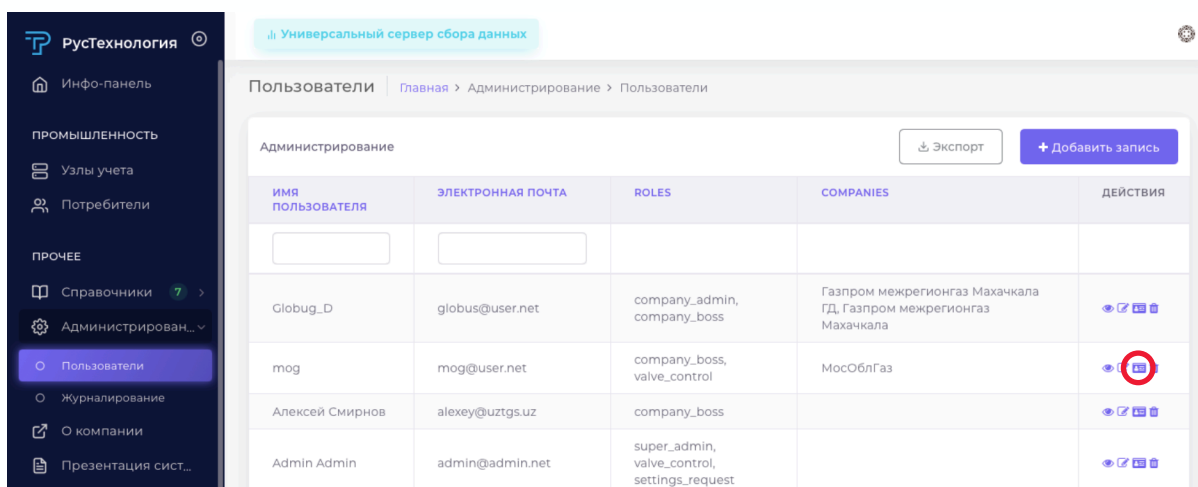 РусТехнология
Универсальный сервер сбора данных
Инфо-панель
ПРОМЫШЛЕННОСТЬ
Узлы учета
Потребители
ПРОЧЕЕ
Справочники 7
Администрирован...
Пользователи
Журналирование
О компании
Презентация сист...
Пользователи Главная > Администрирование > Пользователи
Администрирование Экспорт + Добавить запись
ИМЯ ПОЛЬЗОВАТЕЛЯ ЭЛЕКТРОННАЯ ПОЧТА ROLES COMPANIES ДЕЙСТВИЯ
Globug_D globus@user.net company_admin, company_boss Газпром межрегионгаз Махачкала ГД, Газпром межрегионгаз Махачкала
mog mog@user.net company_boss, valve_control МосОблГаз
Алексей Смирнов alexey@uztgs.uz company_boss
Admin Admin admin@admin.net super_admin, valve_control, settings_request